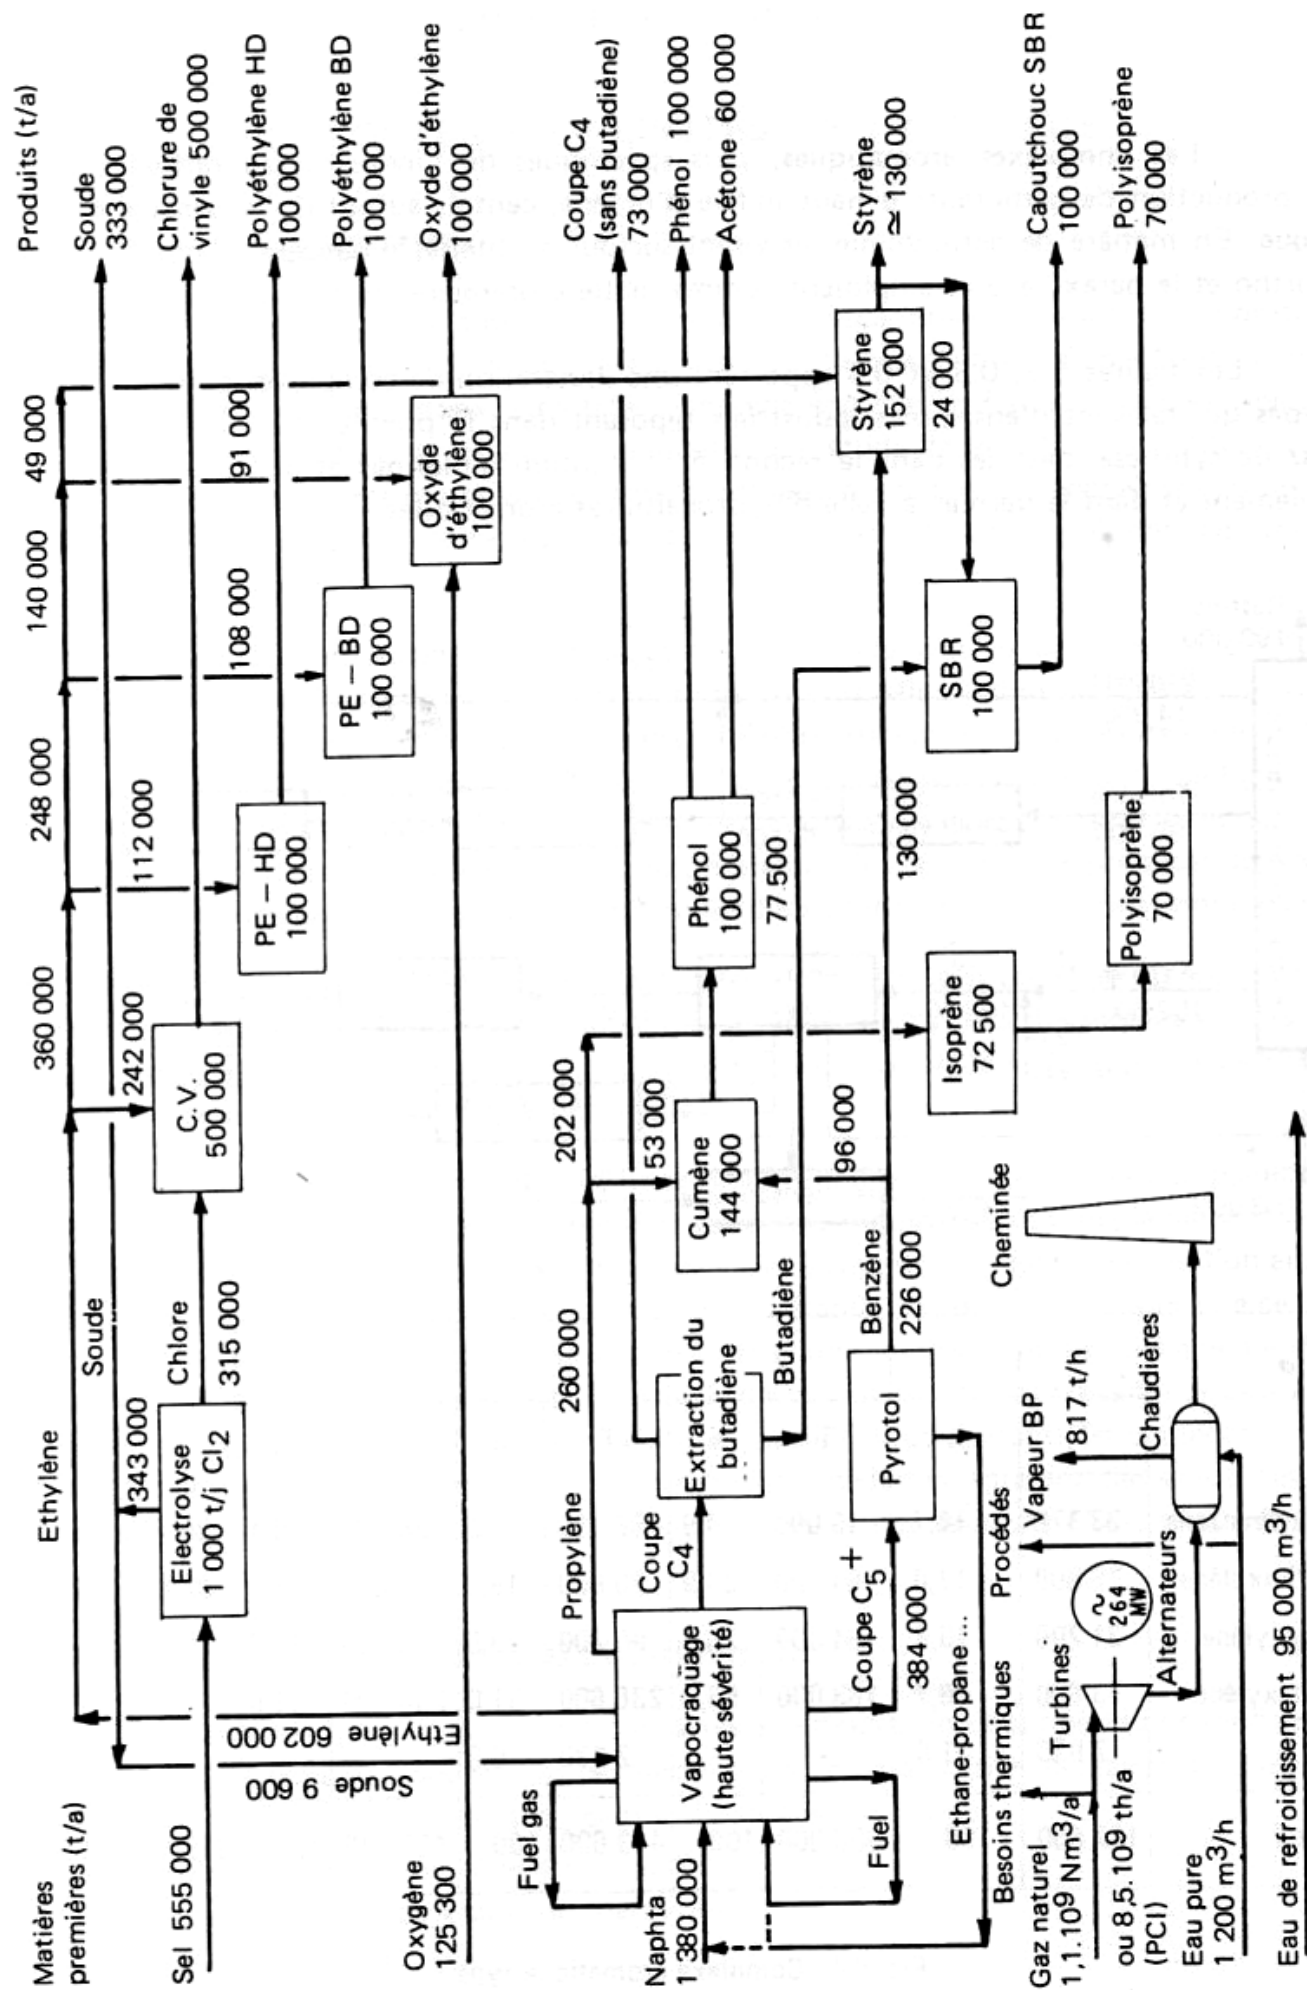 Matières
premières (t/a)
Produits (t/a)
Ethylène
360 000
248 000
140 000
49 000
Soude
333 000
Soude
343 000
242 000
112 000
108 000
91 000
Sel 555 000
Electrolyse
1 000 t/j Cl2
Chlore
315 000
C.V.
500 000
Chlorure de
vinyle 500 000
PE – HD
100 000
Polyéthylène HD
100 000
PE – BD
100 000
Polyéthylène BD
100 000
Ethylène 602 000
Soude 9 600
Oxygène
125 300
Oxyde
d'éthylène
100 000
Oxyde d'éthylène
100 000
Fuel gas
Propylène
260 000
202 000
Coupe C4
(sans butadiène)
73 000
Naphta
1 380 000
Vapocraquage
(haute sévérité)
Coupe
C4
Extraction du
butadiène
53 000
Cumène
144 000
Phénol
100 000
Phénol 100 000
Acétone 60 000
Butadiène
77 500
96 000
Fuel
Coupe C5+
384 000
Pyrotol
Benzène
226 000
130 000
Styrène
152 000
24 000
Styrène
≃ 13000
Ethane-propane ...
Isoprène
72 500
SBR
100 000
Caoutchouc SBR
100 000
Polyisoprène
70 000
Polyisoprène
70 000
Besoins thermiques
Procédés
Vapeur BP
817 t/h
Cheminée
Gaz naturel
1,1.10⁹ Nm³/a
ou 8,5.10⁹ th/a
(PCI)
Turbines
~
264
MW
Alternateurs
Chaudières
Eau pure
1 200 m³/h
Eau de refroidissement 95 000 m³/h